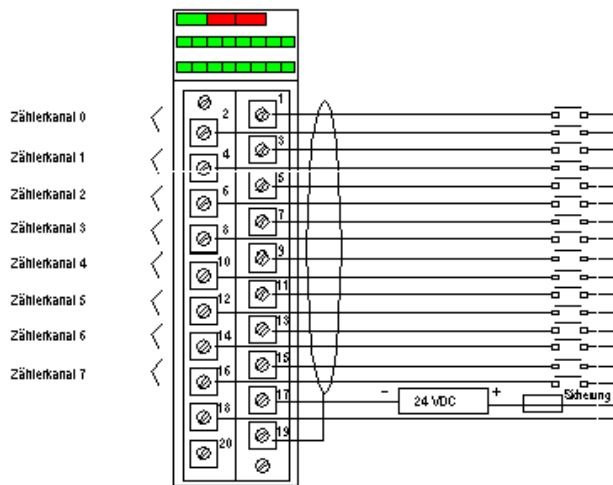 1
Zählerkanal 0
2
3
Zählerkanal 1
4
5
Zählerkanal 2
6
7
Zählerkanal 3
8
9
Zählerkanal 4
10
11
Zählerkanal 5
12
13
Zählerkanal 6
14
15
Zählerkanal 7
16
17
- 24 VDC + Sicherung
18
19
20